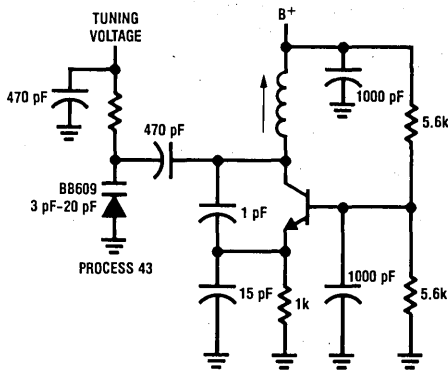 TUNING
VOLTAGE
B+
470 pF
470 pF
1000 pF
5.6k
BB609
3 pF-20 pF
1 pF
PROCESS 43
15 pF
1k
1000 pF
5.6k